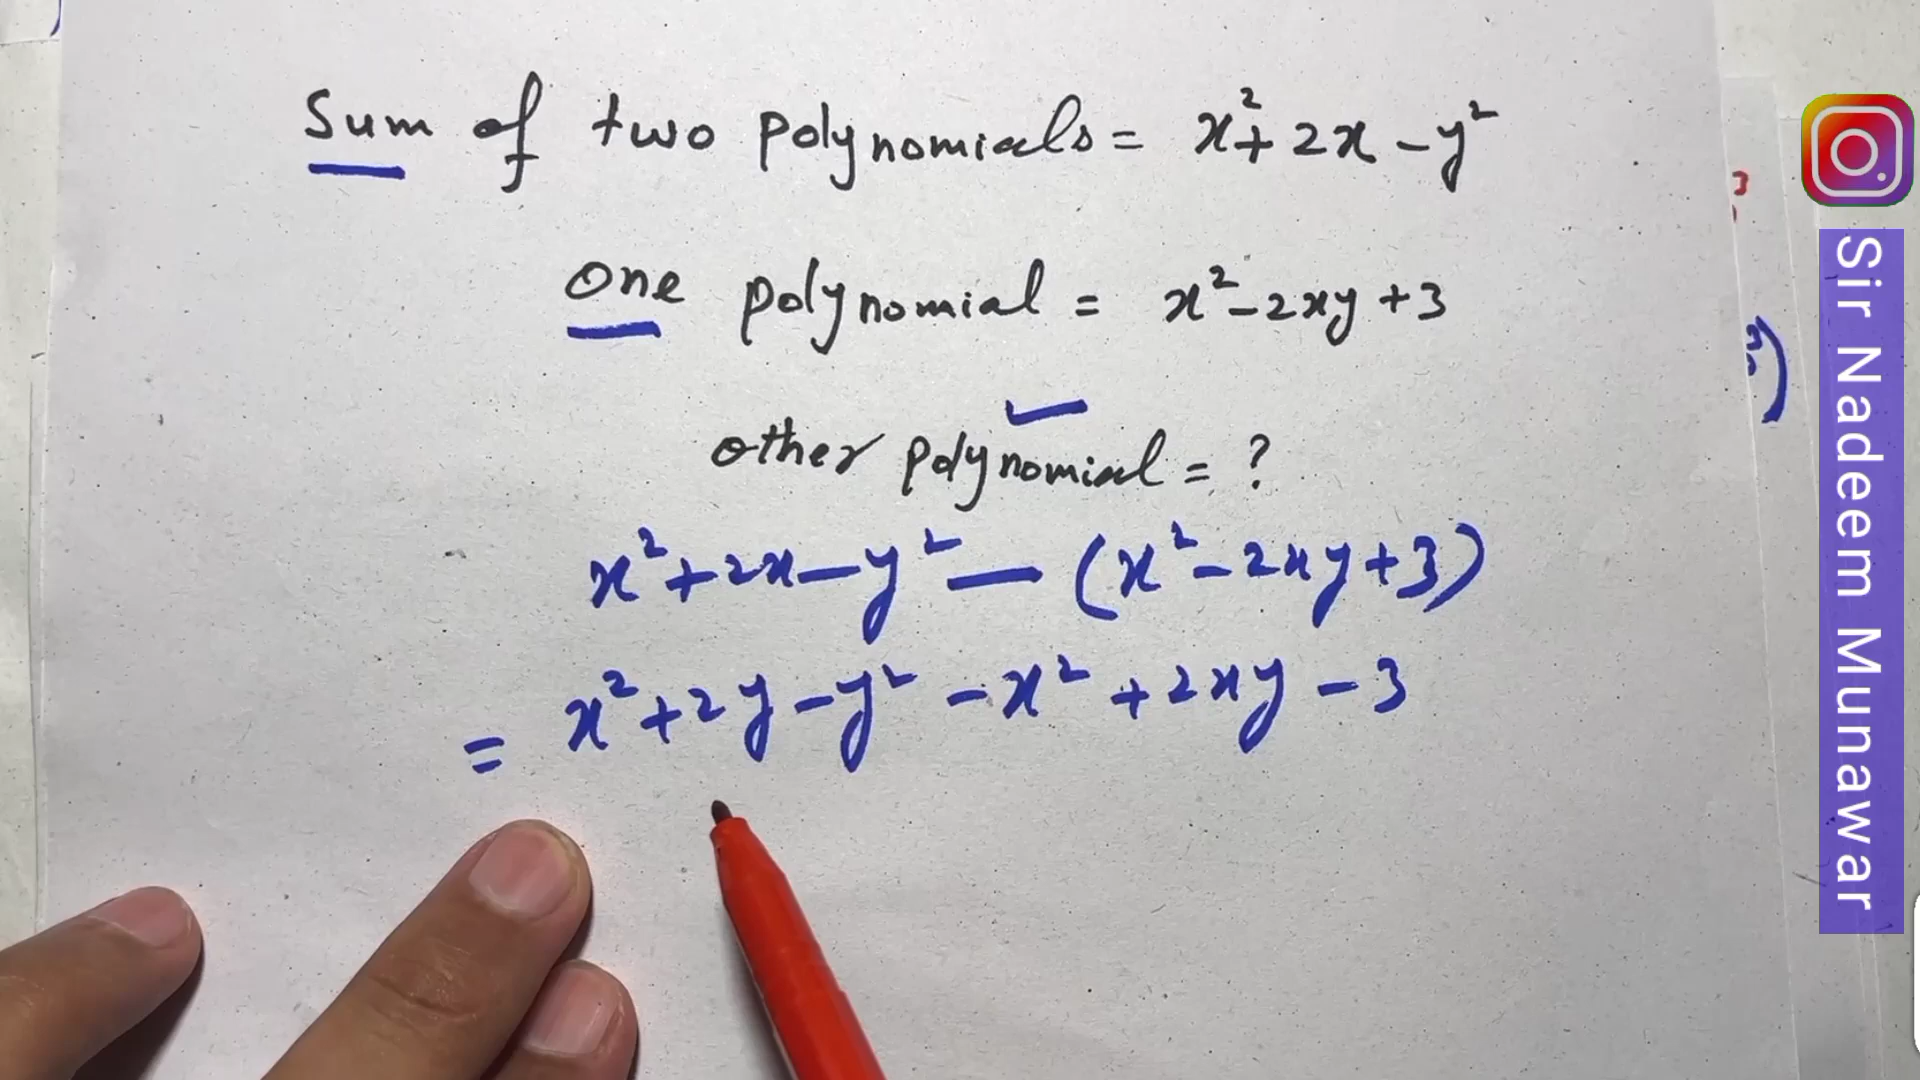 Sum of two polynomials = x²+ 2x - y²
One polynomial = x² - 2xy + 3
other polynomial = ?
x² + 2x - y² - (x² - 2xy + 3)
= x² + 2y - y² - x² + 2xy - 3
Sir Nadeem Munawar